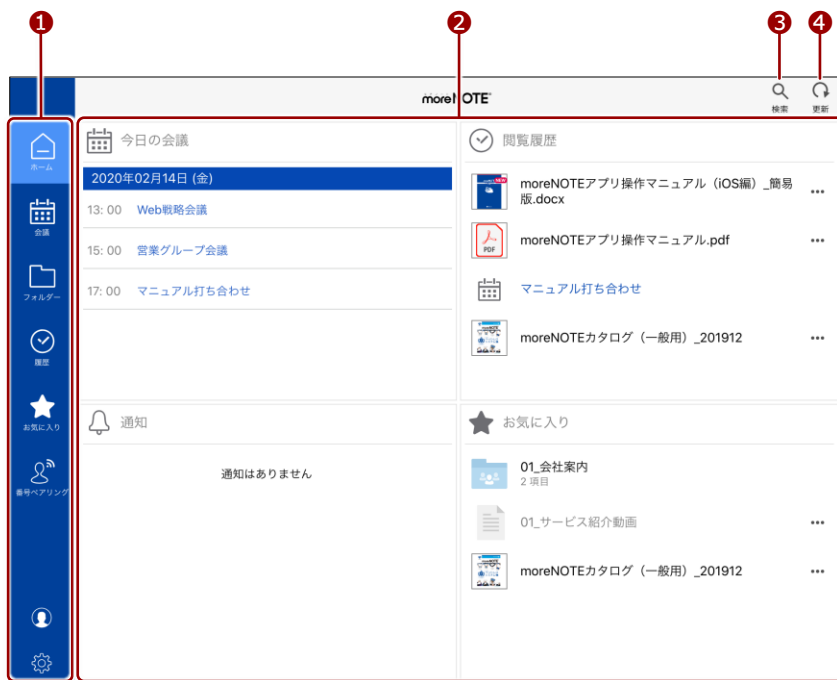 1
2
3
4
moreNOTE
検索
更新
ホーム
会議
フォルダー
履歴
お気に入り
番号ペアリング
今日の会議
2020年02月14日 (金)
13: 00 Web戦略会議
15: 00 営業グループ会議
17: 00 マニュアル打ち合わせ
閲覧履歴
moreNOTEアプリ操作マニュアル（iOS編）_簡易
版.docx
PDF
moreNOTEアプリ操作マニュアル.pdf
マニュアル打ち合わせ
moreNOTEカタログ（一般用）_201912
通知
通知はありません
お気に入り
01_会社案内
2 項目
01_サービス紹介動画
moreNOTEカタログ（一般用）_201912